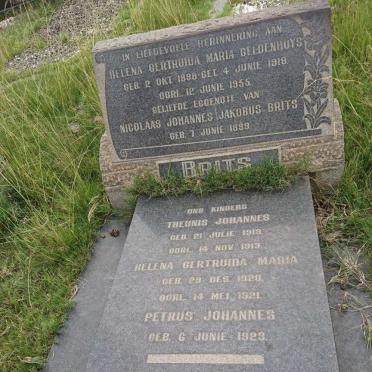 IN LIEFDEVOLLE HERINNERING AAN
HELENA GERTRUIDA MARIA GELDENHUYS
GEB. 2 OKT 1898 GET. 4 JUNIE 1918
OORL. 12 JUNIE 1955
GELIEFDE EGGENOTE VAN
NICOLAAS JOHANNES JAKOBUS BRITS
GEB. 7 JUNIE 1899.
BRITS
ONS KINDERS
THEUNIS JOHANNES
GEB. 21 JULIE 1919.
OORL. 14 NOV. 1919.
HELENA GERTRUIDA MARIA
GEB. 29 DES. 1920.
OORL. 14 MEI. 1921.
PETRUS JOHANNES
GEB. 6 JUNIE 1923.